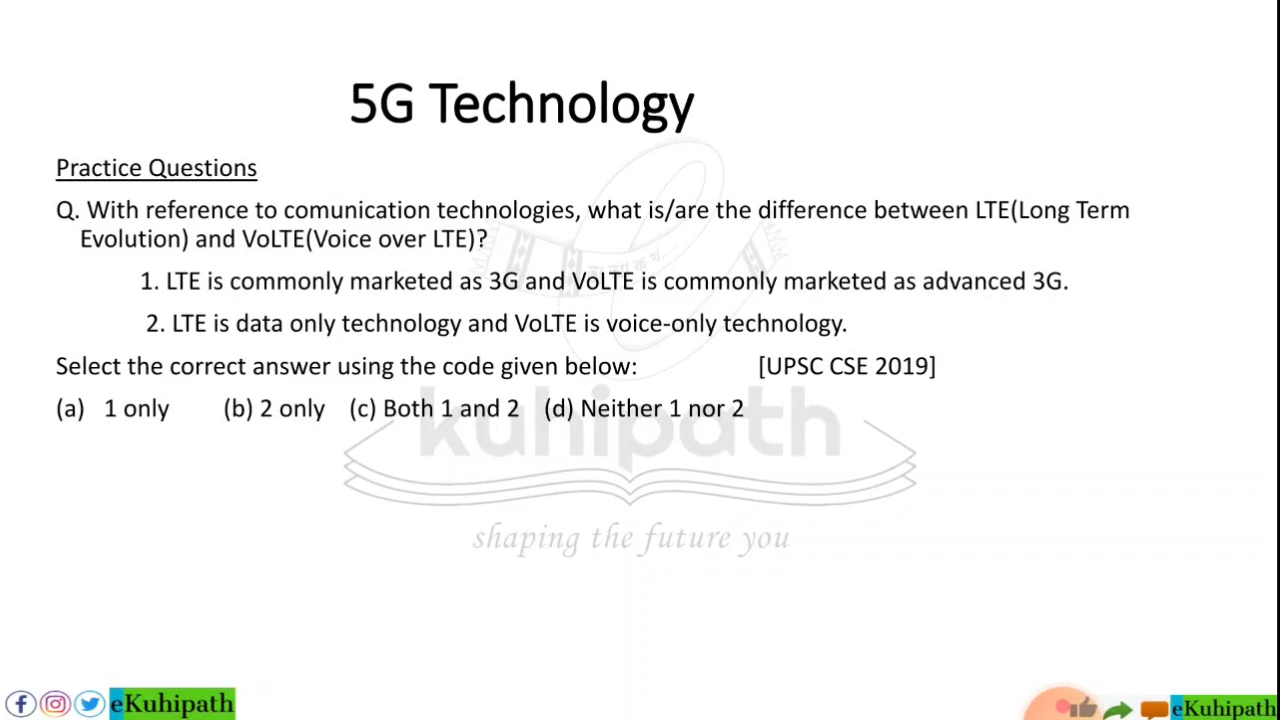 5G Technology
Practice Questions
Q. With reference to comunication technologies, what is/are the difference between LTE(Long Term
Evolution) and VoLTE(Voice over LTE)?
1. LTE is commonly marketed as 3G and VoLTE is commonly marketed as advanced 3G.
2. LTE is data only technology and VoLTE is voice-only technology.
Select the correct answer using the code given below: [UPSC CSE 2019]
(a) 1 only (b) 2 only (c) Both 1 and 2 (d) Neither 1 nor 2
kuhipath
shaping the future you
eKuhipath
eKuhipath